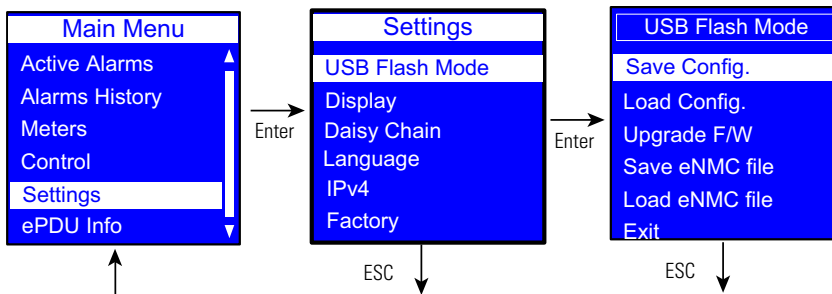 Main Menu
Active Alarms
Alarms History
Meters
Control
Settings
ePDU Info
Enter
Settings
USB Flash Mode
Display
Daisy Chain
Language
IPv4
Factory
ESC
Enter
USB Flash Mode
Save Config.
Load Config.
Upgrade F/W
Save eNMC file
Load eNMC file
Exit
ESC